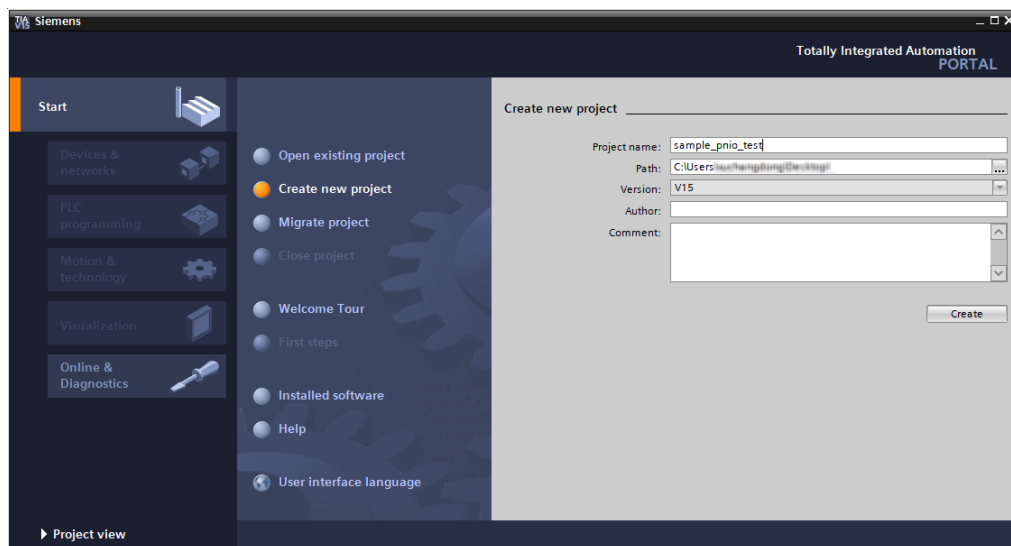 TIA
V15
Siemens
Totally Integrated Automation
PORTAL
Start
Devices &
networks
PLC
programming
Motion &
technology
Visualization
Online &
Diagnostics
Open existing project
Create new project
Migrate project
Close project
Welcome Tour
First steps
Installed software
Help
User interface language
Create new project
Project name: sample_pnio_test
Path: C:\Users
Version: V15
Author:
Comment:
Create
Project view